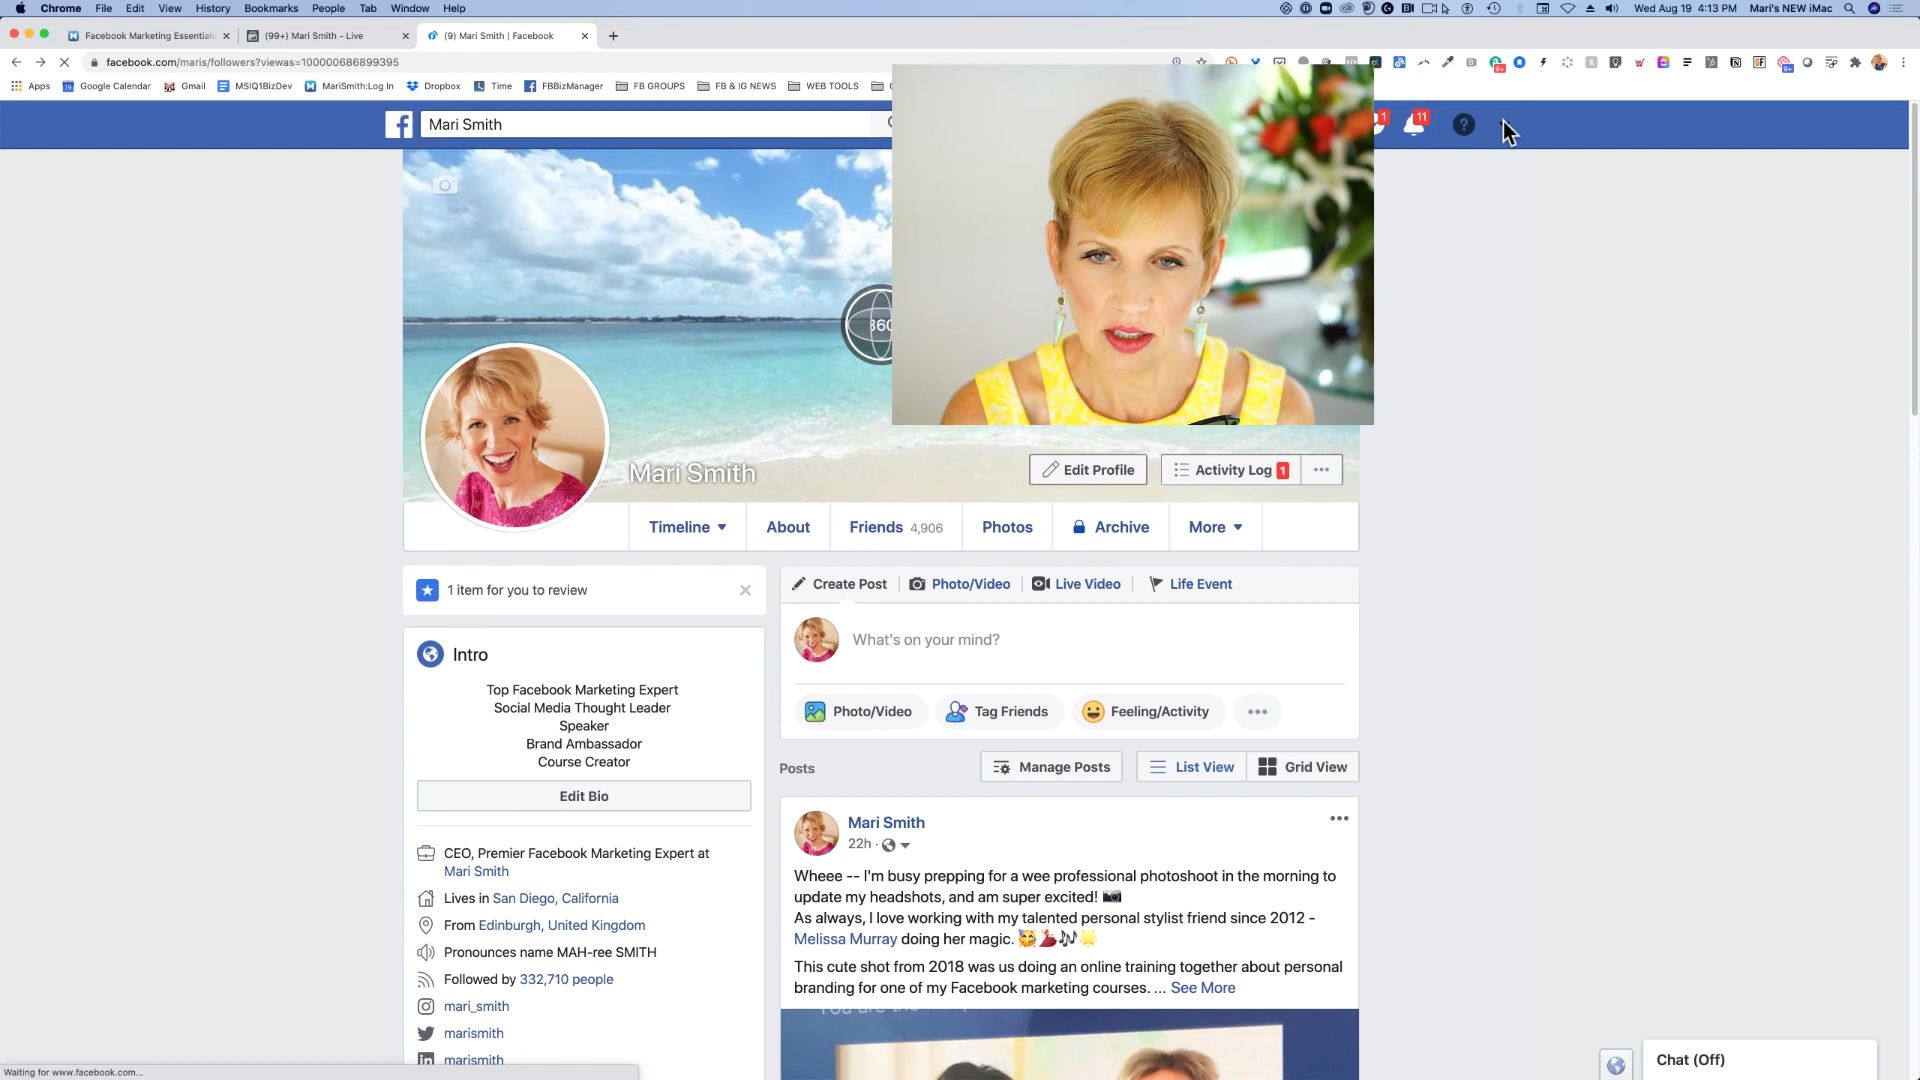 Chrome File Edit View History Bookmarks People Tab Window Help
Wed Aug 19 4:13 PM Mari's NEW iMac
Facebook Marketing Essentials
(99+) Mari Smith - Live
(9) Mari Smith | Facebook
facebook.com/maris/followers?viewas=100000686899395
Apps Google Calendar Gmail MSIQ1BizDev MariSmith:Log In Dropbox Time FBBizManager FB GROUPS FB & IG NEWS WEB TOOLS
Mari Smith
1
11
?
360
Mari Smith
Edit Profile
Activity Log 1
Timeline
About
Friends 4,906
Photos
Archive
More
1 item for you to review
Create Post
Photo/Video
Live Video
Life Event
What's on your mind?
Photo/Video
Tag Friends
Feeling/Activity
Intro
Top Facebook Marketing Expert
Social Media Thought Leader
Speaker
Brand Ambassador
Course Creator
Edit Bio
CEO, Premier Facebook Marketing Expert at
Mari Smith
Lives in San Diego, California
From Edinburgh, United Kingdom
Pronounces name MAH-ree SMITH
Followed by 332,710 people
mari_smith
marismith
marismith
Posts
Manage Posts
List View
Grid View
Mari Smith
22h ·
Wheee -- I'm busy prepping for a wee professional photoshoot in the morning to
update my headshots, and am super excited!
As always, I love working with my talented personal stylist friend since 2012 -
Melissa Murray doing her magic.
This cute shot from 2018 was us doing an online training together about personal
branding for one of my Facebook marketing courses. ... See More
Waiting for www.facebook.com...
Chat (Off)